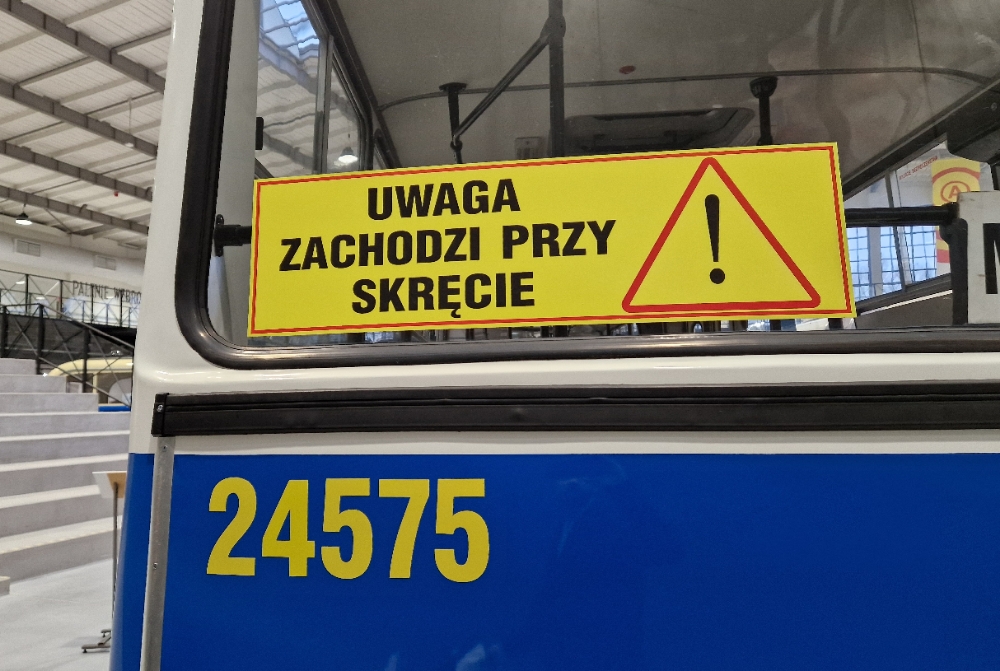 UWAGA
ZACHODZI PRZY
SKRĘCIE
!
24575